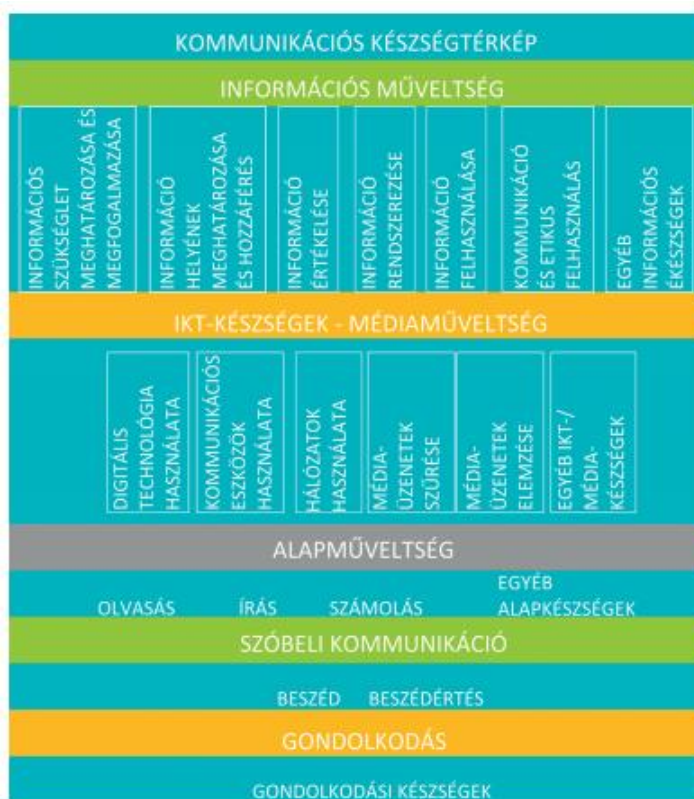 KOMMUNIKÁCIÓS KÉSZSÉGTÉRKÉP
INFORMÁCIÓS MŰVELTSÉG
INFORMÁCIÓS
SZÜKSÉGLET
MEGHATÁROZÁSA ÉS
MEGFOGALMAZÁSA
INFORMÁCIÓ
HELYÉNEK
MEGHATÁROZÁSA
ÉS HOZZÁFÉRÉS
INFORMÁCIÓ
ÉRTÉKELÉSE
INFORMÁCIÓ
RENDSZEREZÉSE
INFORMÁCIÓ
FELHASZNÁLÁSA
KOMMUNIKÁCIÓ
ÉS ETIKUS
FELHASZNÁLÁS
EGYÉB
INFORMÁCIÓS
ÉKÉSZSÉGEK
IKT-KÉSZSÉGEK - MÉDIAMŰVELTSÉG
DIGITÁLIS
TECHNOLÓGIA
HASZNÁLATA
KOMMUNIKÁCIÓS
ESZKÖZÖK
HASZNÁLATA
HÁLÓZATOK
HASZNÁLATA
MÉDIA-
ÜZENETEK
SZŰRÉSE
MÉDIA-
ÜZENETEK
ELEMZÉSE
EGYÉB IKT-/
MÉDIA-
KÉSZSÉGEK
ALAPMŰVELTSÉG
OLVASÁS
ÍRÁS
SZÁMOLÁS
EGYÉB
ALAPKÉSZSÉGEK
SZÓBELI KOMMUNIKÁCIÓ
BESZÉD
BESZÉDÉRTÉS
GONDOLKODÁS
GONDOLKODÁSI KÉSZSÉGEK